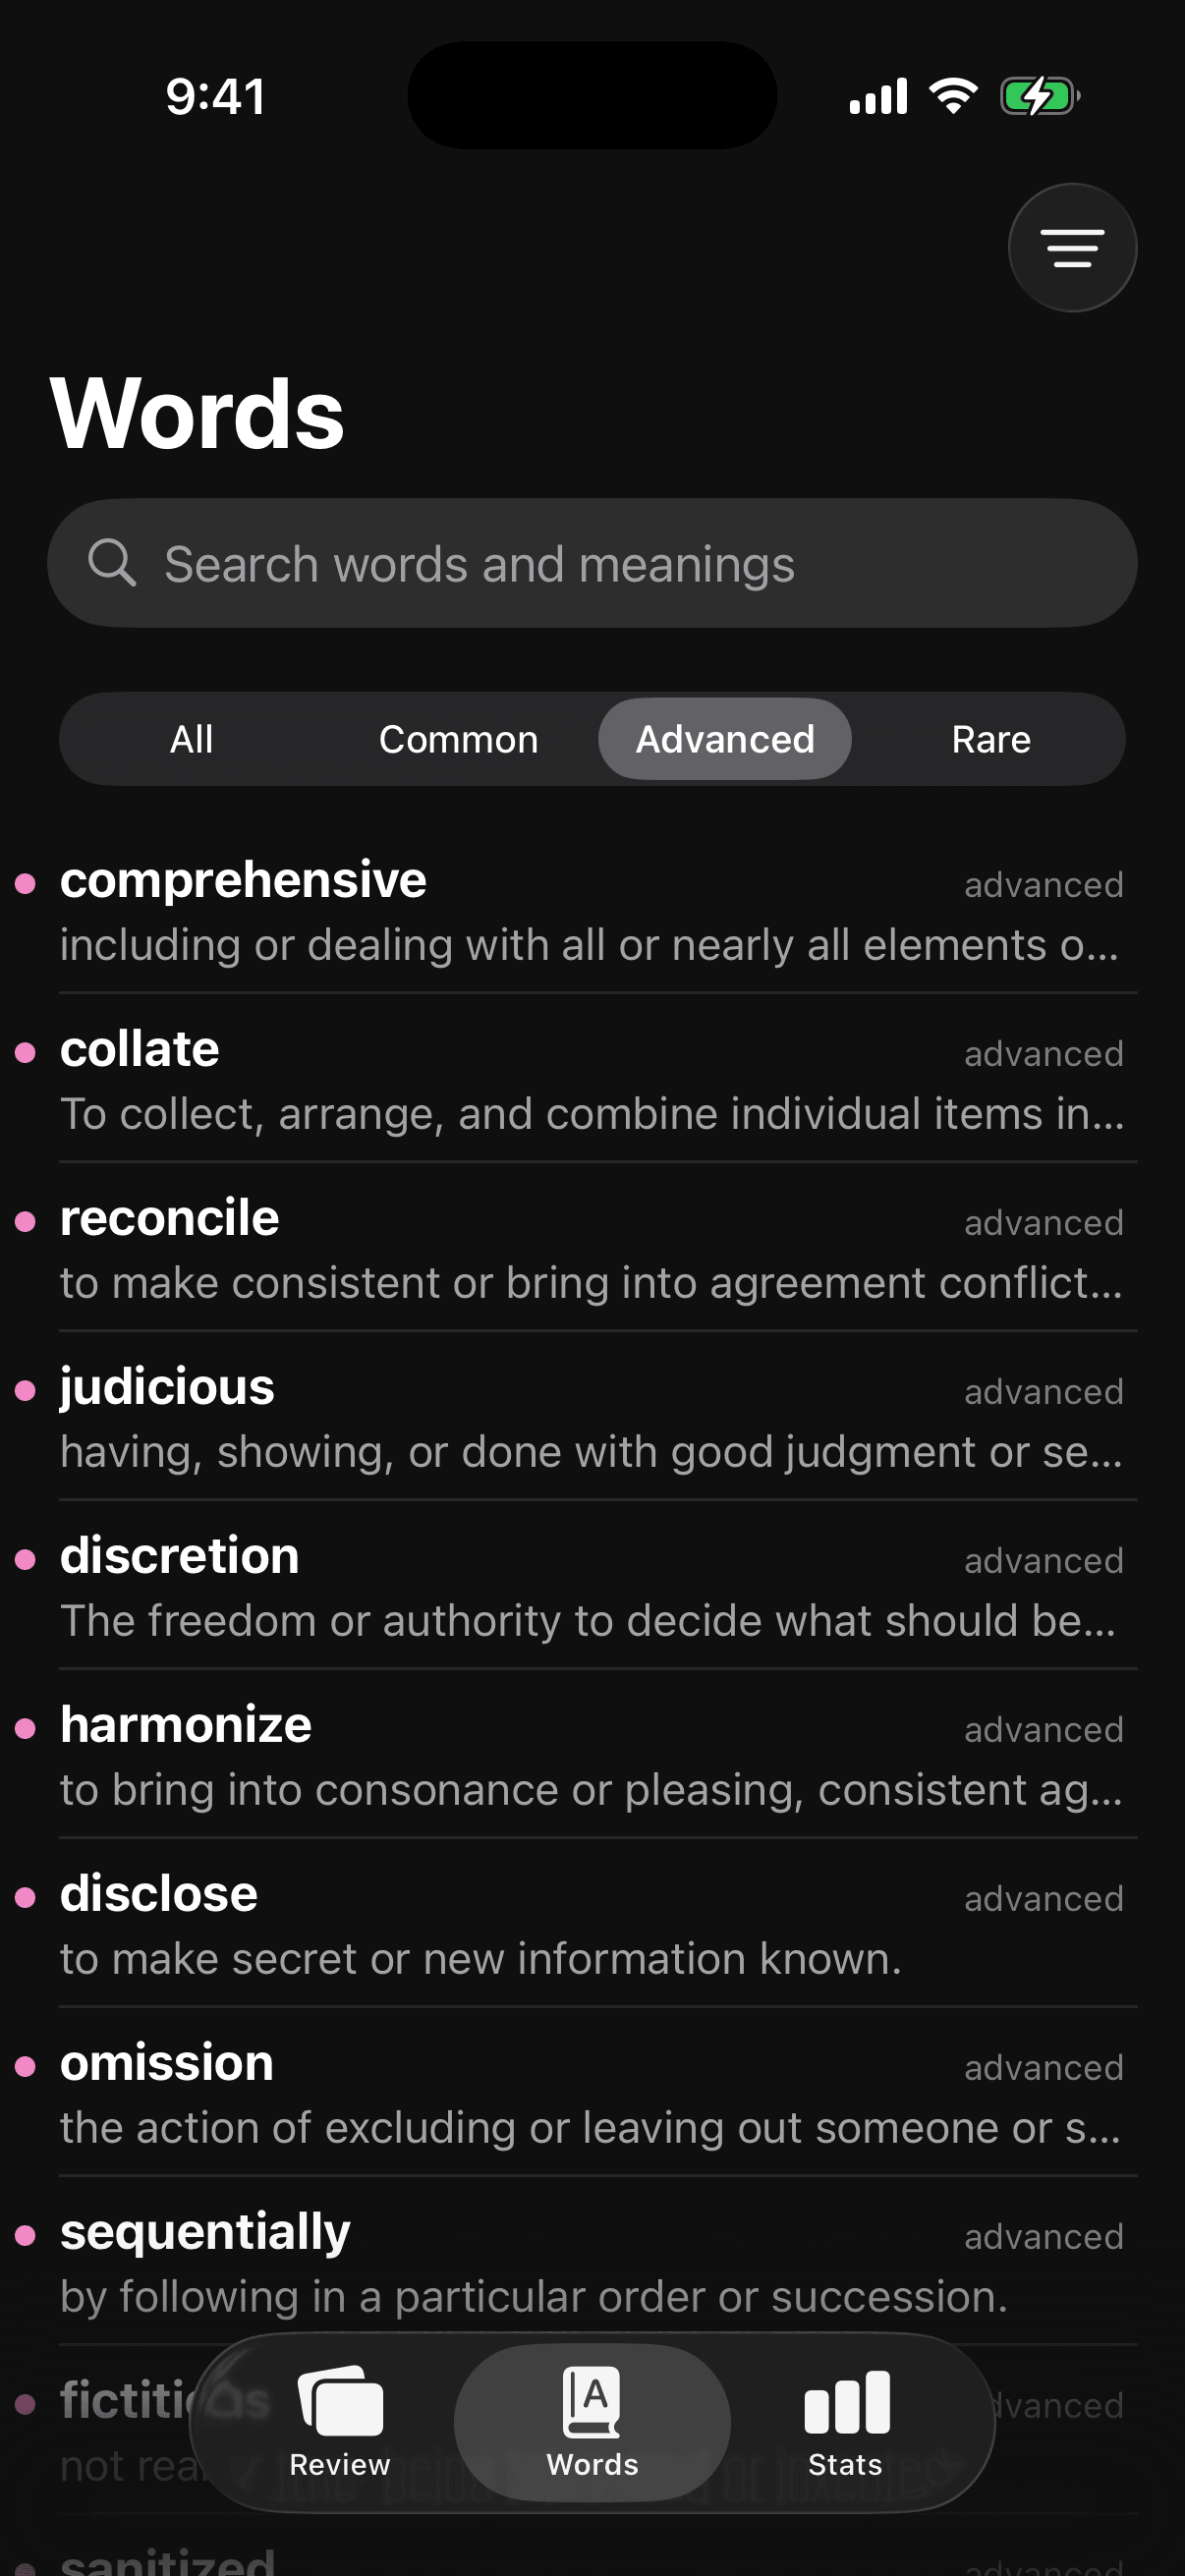 9:41
Words
Search words and meanings
All Common Advanced Rare
comprehensive advanced
including or dealing with all or nearly all elements o...
collate advanced
To collect, arrange, and combine individual items in...
reconcile advanced
to make consistent or bring into agreement conflict...
judicious advanced
having, showing, or done with good judgment or se...
discretion advanced
The freedom or authority to decide what should be...
harmonize advanced
to bring into consonance or pleasing, consistent ag...
disclose advanced
to make secret or new information known.
omission advanced
the action of excluding or leaving out someone or s...
sequentially advanced
by following in a particular order or succession.
not
Review Words Stats
sanitized advanced